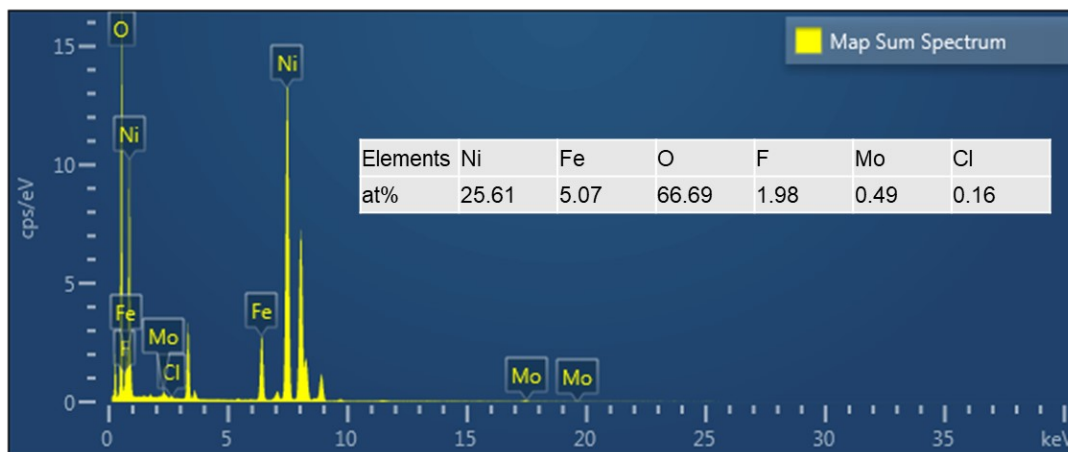 Map Sum Spectrum
O
15
Ni
Ni
Elements Ni Fe O F Mo Cl
at% 25.61 5.07 66.69 1.98 0.49 0.16
10
cps/eV
5
Fe
Fe
Mo
F
Cl
Mo
Mo
0
0 5 10 15 20 25 30 35 keV